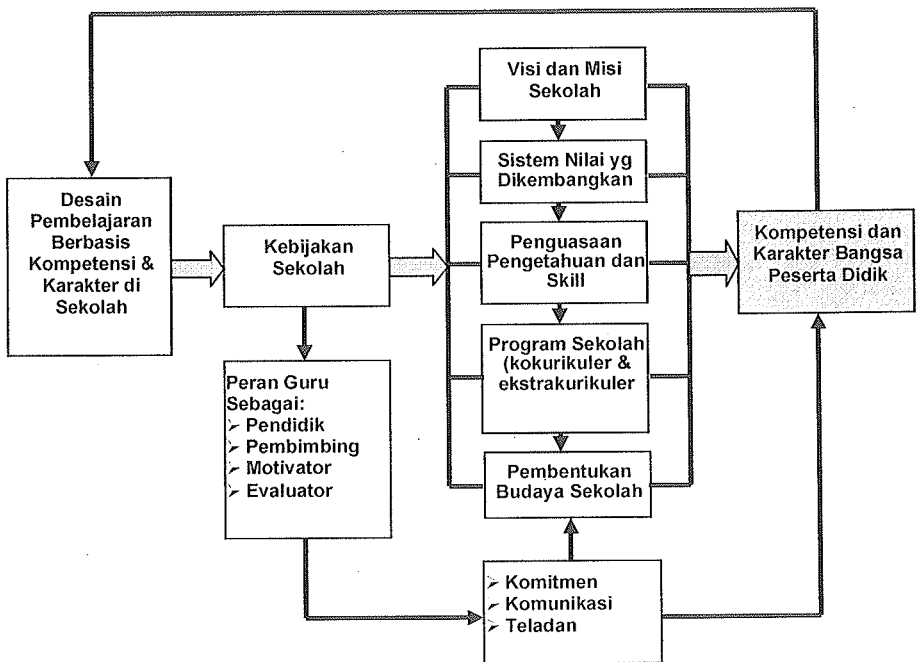 Visi dan Misi
Sekolah
Sistem Nilai yg
Dikembangkan
Desain
Pembelajaran
Berbasis
Kompetensi &
Karakter di
Sekolah
Kebijakan
Sekolah
Penguasaan
Pengetahuan dan
Skill
Kompetensi dan
Karakter Bangsa
Peserta Didik
Program Sekolah
(kokurikuler &
ekstrakurikuler
Peran Guru
Sebagai:
➢ Pendidik
➢ Pembimbing
➢ Motivator
➢ Evaluator
Pembentukan
Budaya Sekolah
➢ Komitmen
➢ Komunikasi
➢ Teladan